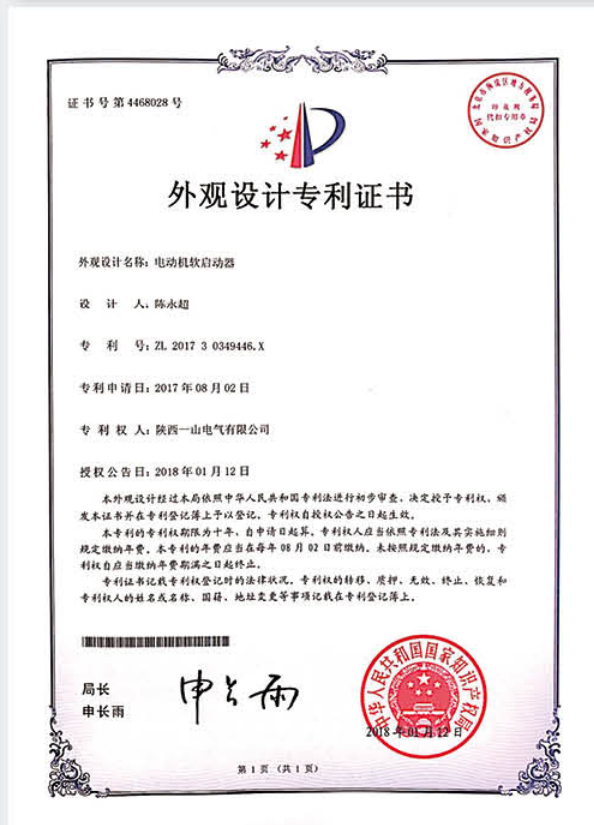 证书号第4468028号
外观设计专利证书
外观设计名称：电动机软启动器
设 计 人：陈永超
专 利 号：ZL 2017 3 0349446.X
专利申请日：2017年08月02日
专 利 权 人：陕西一山电气有限公司
授权公告日：2018年01月12日
本外观设计经过本局依照中华人民共和国专利法进行初步审查，决定授予专利权，颁
发本证书并在专利登记簿上予以登记。专利权自授权公告之日起生效。
本专利的专利权期限为十年，自申请日起算。专利权人应当依照专利法及其实施细则
规定缴纳年费。本专利的年费应当在每年08月02日前缴纳。未按照规定缴纳年费的，专
利权自应当缴纳年费期满之日起终止。
专利证书记载专利权登记时的法律状况。专利权的转移、质押、无效、终止、恢复和
专利权人的姓名或名称、国籍、地址变更等事项记载在专利登记簿上。
局长
申长雨
申长雨
中华人民共和国国家知识产权局
2018年01月12日
第1页（共1页）